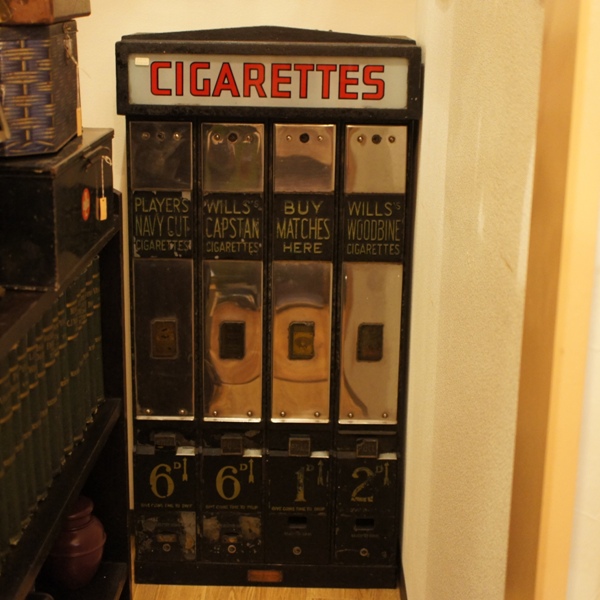 CIGARETTES
PLAYER'S
NAVY CUT
CIGARETTES
WILLS'S
CAPSTAN
CIGARETTES
BUY
MATCHES
HERE
WILLS'S
WOODBINE
CIGARETTES
6D
6D
1D
2D